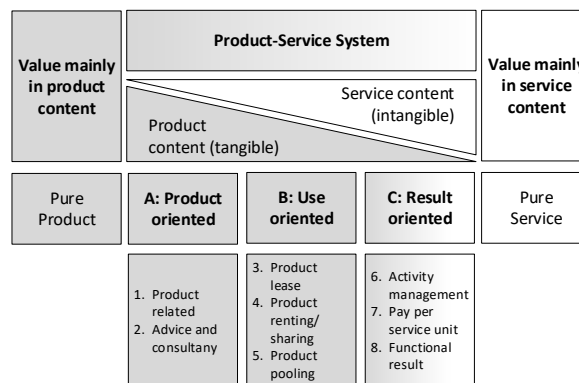 Value mainly
in product
content
Product-Service System
Value mainly
in service
content
Service content
(intangible)
Product
content (tangible)
Pure
Product
A: Product
oriented
B: Use
oriented
C: Result
oriented
Pure
Service
1. Product
related
2. Advice and
consultany
3. Product
lease
4. Product
renting/
sharing
5. Product
pooling
6. Activity
management
7. Pay per
service unit
8. Functional
result